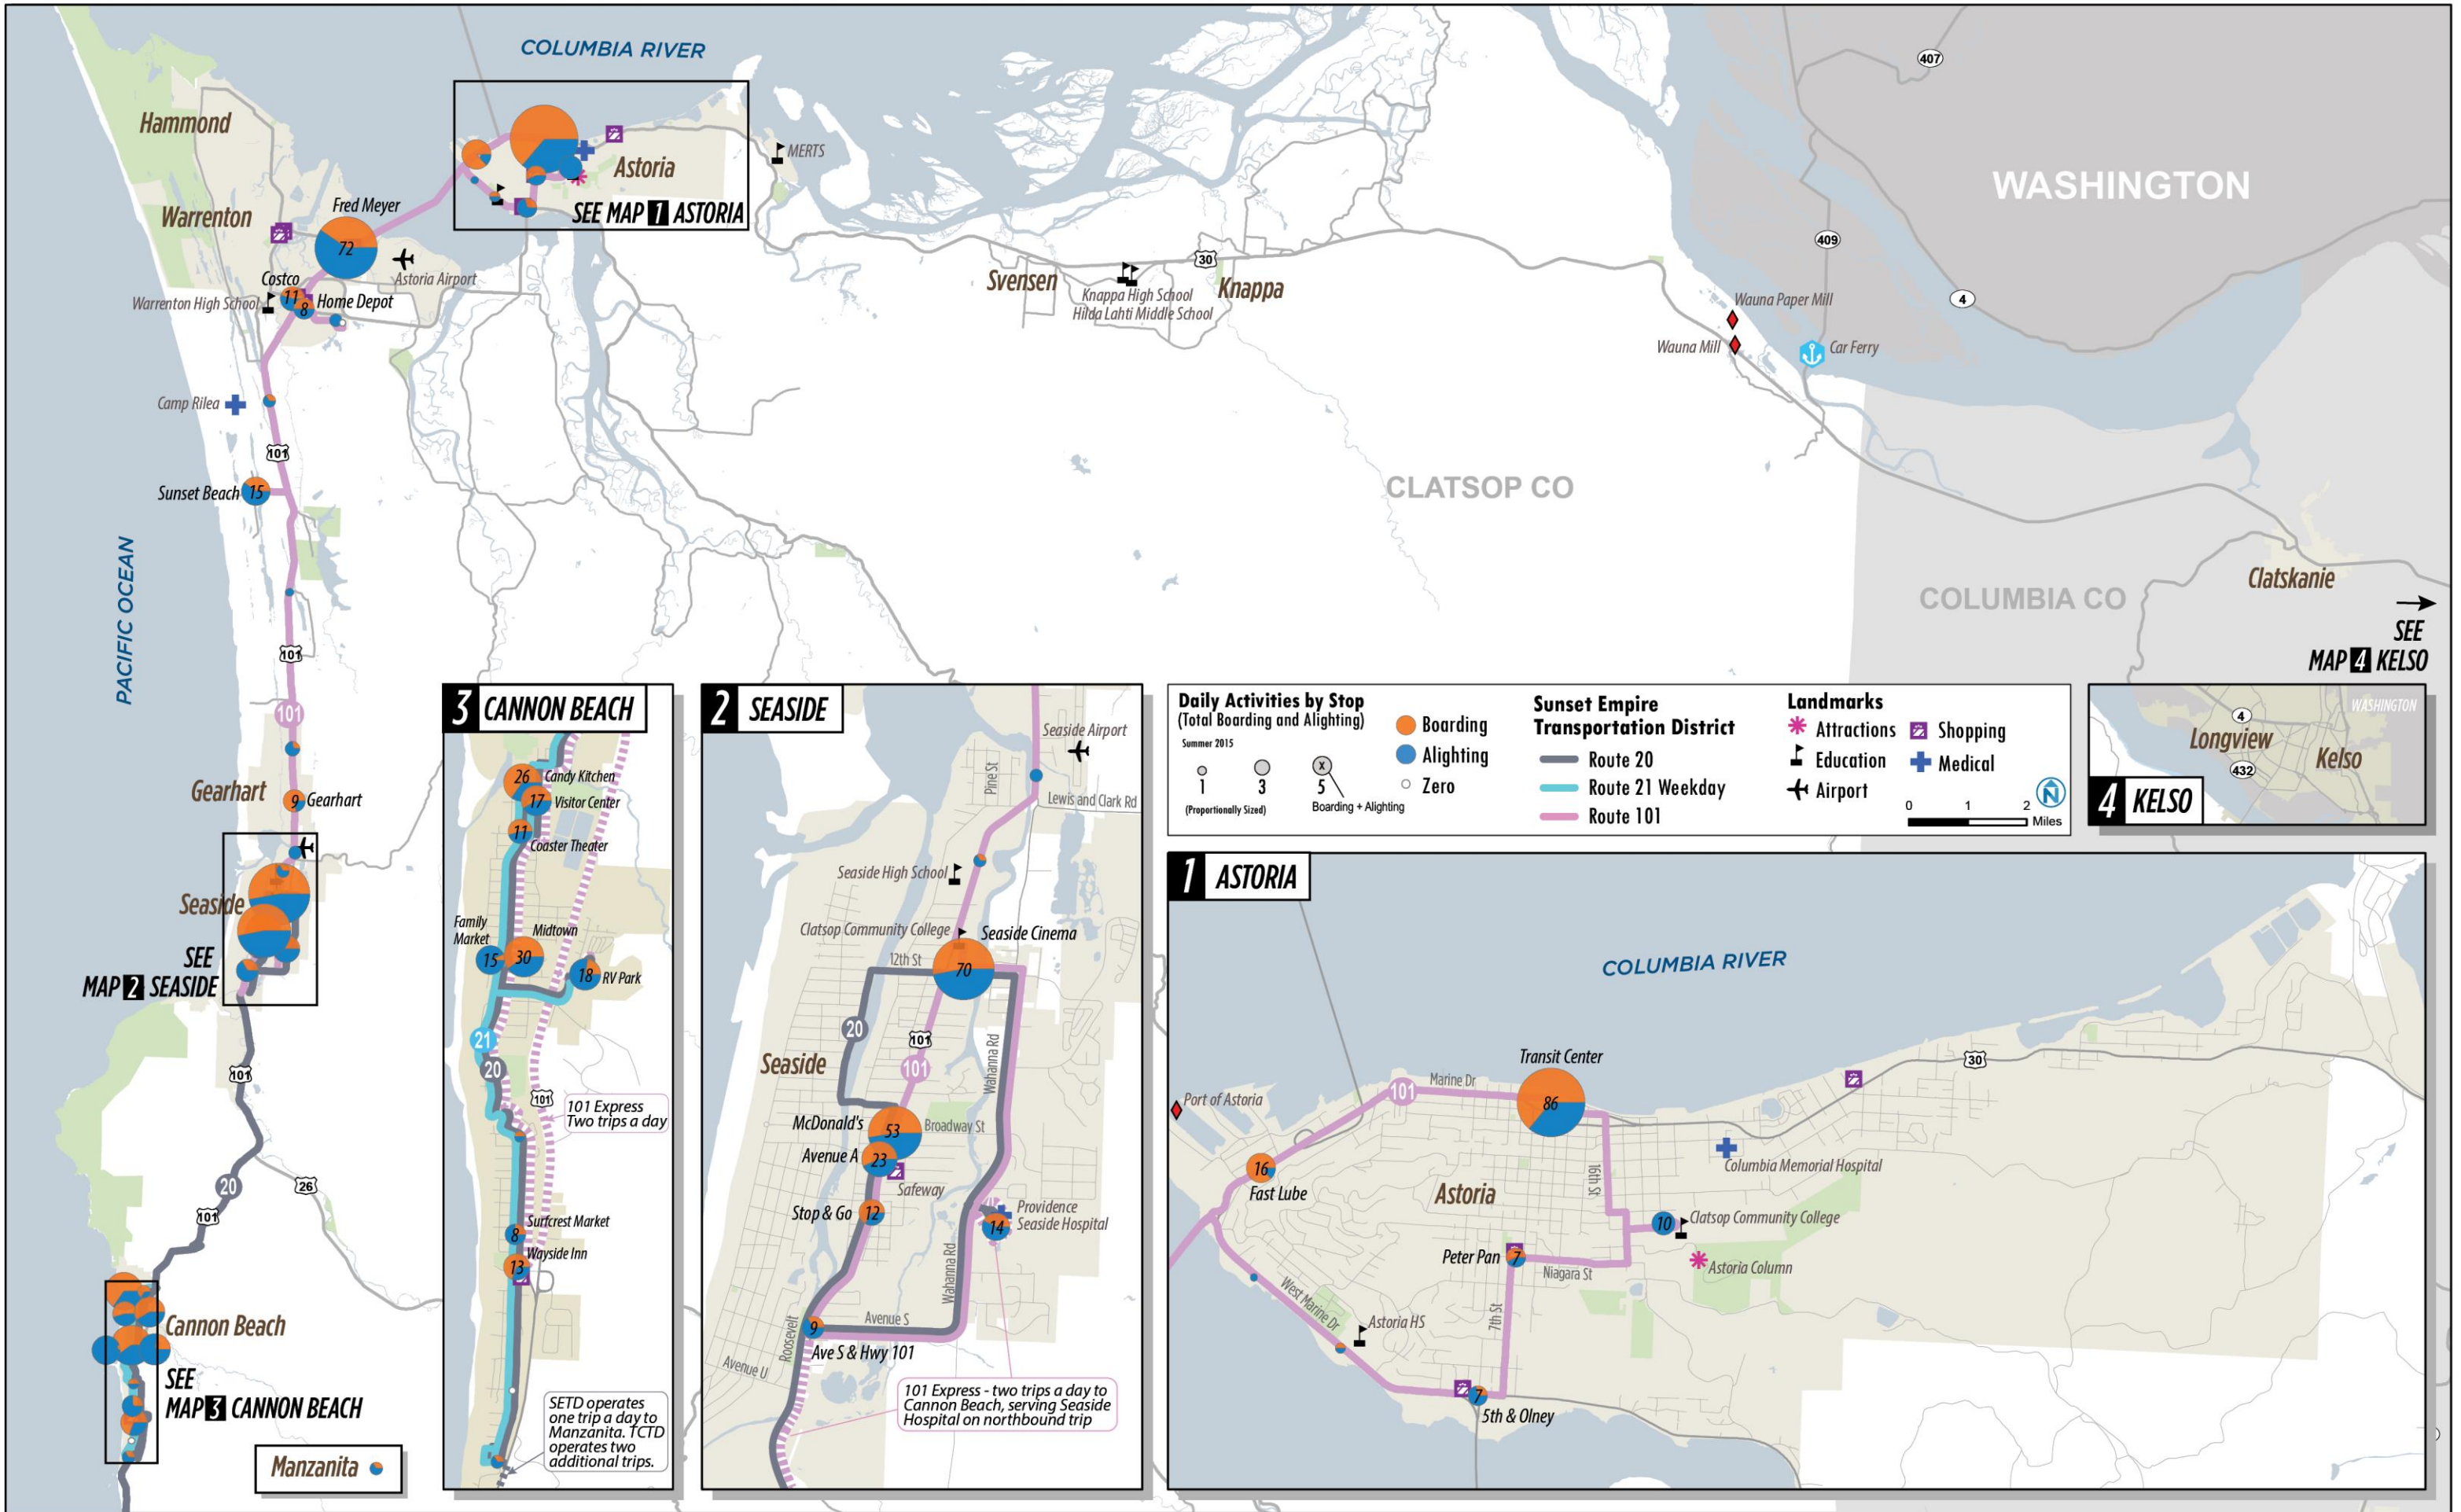 COLUMBIA RIVER
407
Hammond
MERTS
Astoria
WASHINGTON
Fred Meyer
Warrenton
SEE MAP 1 ASTORIA
72
409
30
Astoria Airport
Svensen
Knappa
Costco
11
Warrenton High School
8
Home Depot
Knappa High School
Hilda Lahti Middle School
4
Wauna Paper Mill
Wauna Mill
Car Ferry
Camp Rilea
101
Sunset Beach
15
CLATSOP CO
PACIFIC OCEAN
Clatskanie
COLUMBIA CO
SEE
MAP 4 KELSO
101
101
Gearhart
9
Gearhart
Seaside
SEE
MAP 2 SEASIDE
101
20
26
101
Cannon Beach
SEE
MAP 3 CANNON BEACH
Manzanita
3 CANNON BEACH
26
Candy Kitchen
17
Visitor Center
11
Coaster Theater
Family
Market
Midtown
15
30
18
RV Park
21
20
101
101 Express
Two trips a day
Surfcrest Market
8
Wayside Inn
13
SETD operates
one trip a day to
Manzanita. TCTD
operates two
additional trips.
2 SEASIDE
Seaside Airport
Pine St
Lewis and Clark Rd
Seaside High School
Clatsop Community College
Seaside Cinema
12th St
70
20
101
Wahanna Rd
Seaside
101
McDonald's
53
Broadway St
Avenue A
23
Safeway
Stop & Go
12
Providence
Seaside Hospital
14
Wahanna Rd
Avenue S
Roosevelt
9
Ave S & Hwy 101
Avenue U
101 Express - two trips a day to
Cannon Beach, serving Seaside
Hospital on northbound trip
Daily Activities by Stop
(Total Boarding and Alighting)
Summer 2015
1
3
X
5
(Proportionally Sized)
Boarding + Alighting
Boarding
Alighting
Zero
Sunset Empire
Transportation District
Route 20
Route 21 Weekday
Route 101
Landmarks
Attractions
Shopping
Education
Medical
Airport
N
0 1 2
Miles
WASHINGTON
4
Longview
Kelso
432
4 KELSO
1 ASTORIA
COLUMBIA RIVER
Transit Center
30
Marine Dr
101
86
Port of Astoria
16
Fast Lube
Columbia Memorial Hospital
16th St
Astoria
10
Clatsop Community College
Peter Pan
7
Niagara St
Astoria Column
West Marine Dr
7th St
Astoria HS
7
5th & Olney